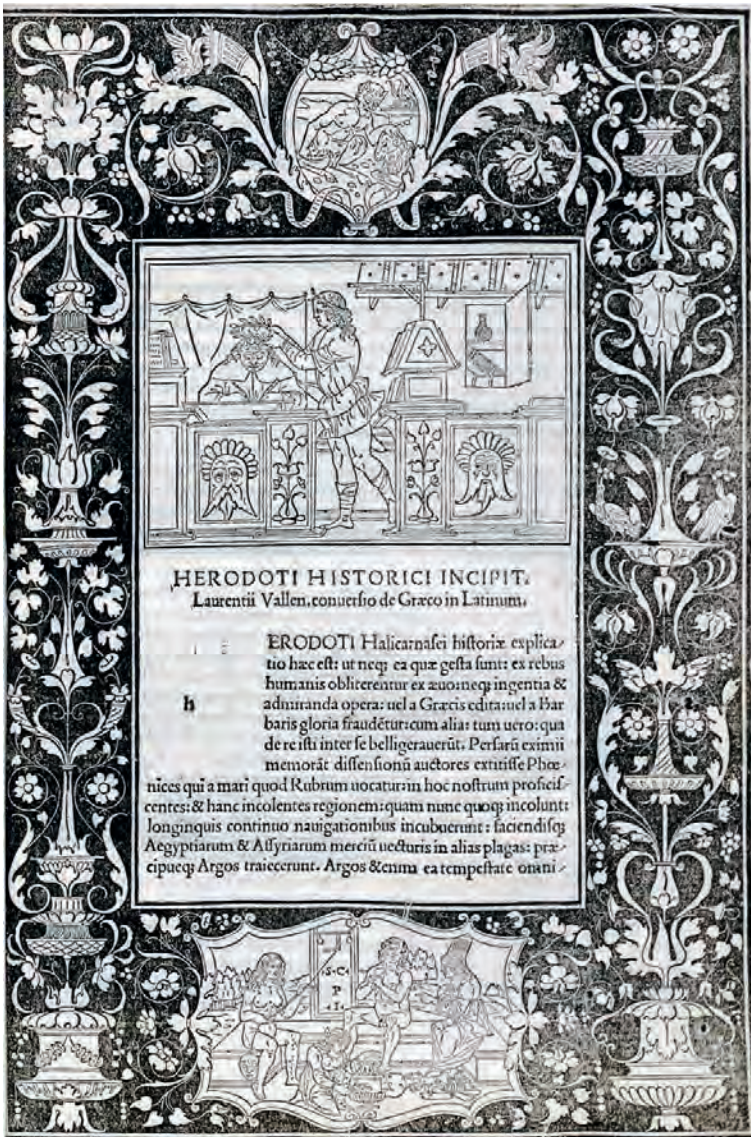 HERODOTI HISTORICI INCIPIT.
Laurentii Vallen. conuersio de Græco in Latinum.
h
ERODOTI Halicarnasei historiæ explica-
tio hæc est: ut neq; ea quæ gesta sunt: ex rebus
humanis obliterentur ex æuo: neq; ingentia &
admiranda opera: uel a Græcis edita: uel a Bar
baris gloria fraudētur: cum alia: tum uero: qua
de re isti inter se belligerauerūt. Persarū eximii
memorāt dissensionū auctores extitisse Phœ-
nices qui a mari quod Rubrum uocatur: in hoc nostrum proficis-
centes: & hanc incolentes regionem: quam nunc quoq; incolunt:
longinquis continuo nauigationibus incubuerunt: faciendisq;
Aegyptiarum & Assyriarum merciū uecturis in alias plagas: præ-
cipueq; Argos traiecerunt. Argos &enim ea tempestate omni-
S. C.
P.
I.